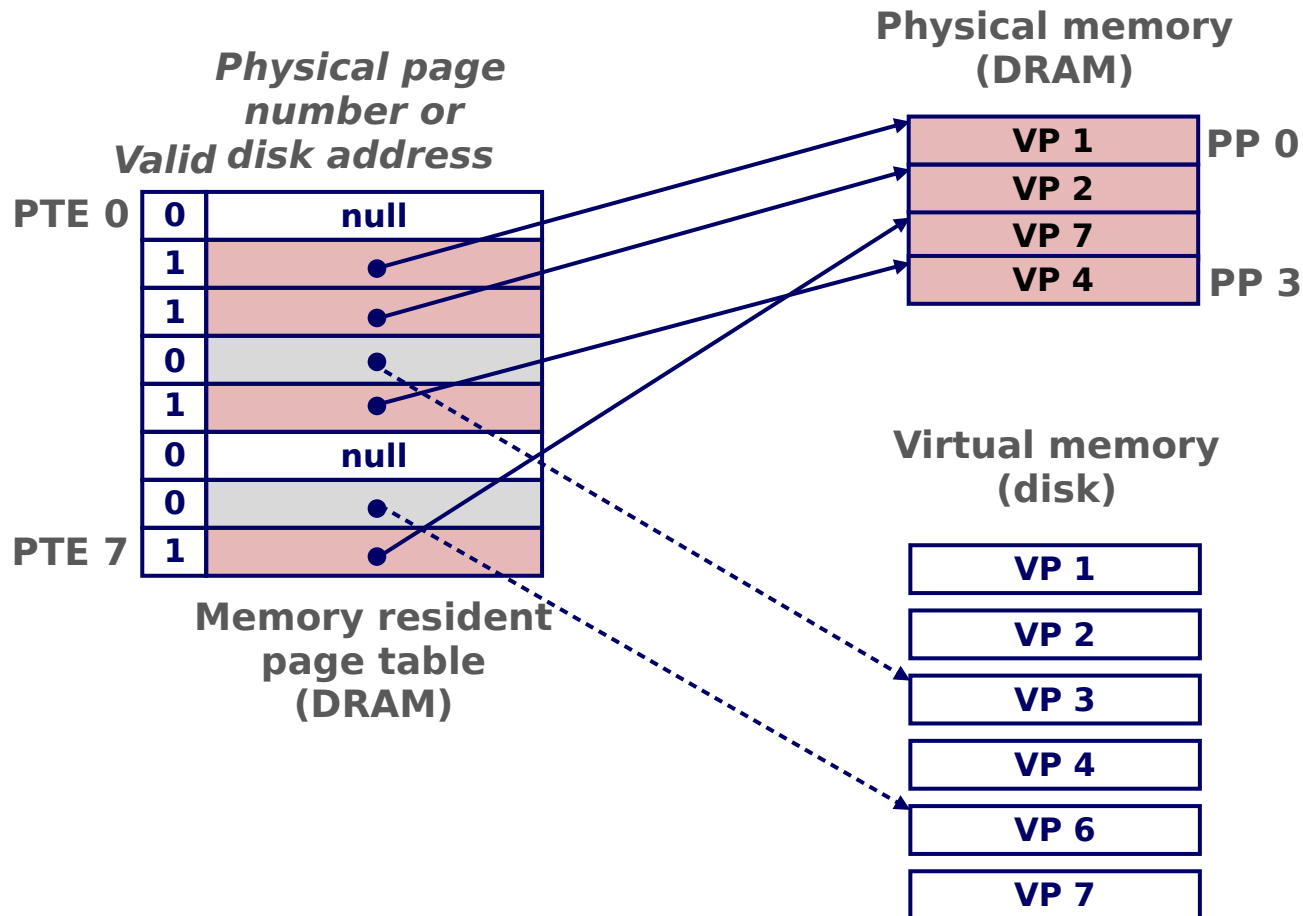 Physical memory
(DRAM)
Physical page
number or
disk address
Valid
VP 1
PP 0
VP 2
VP 7
VP 4
PP 3
PTE 0
0
null
1
1
0
1
0
null
0
PTE 7
1
Memory resident
page table
(DRAM)
Virtual memory
(disk)
VP 1
VP 2
VP 3
VP 4
VP 6
VP 7